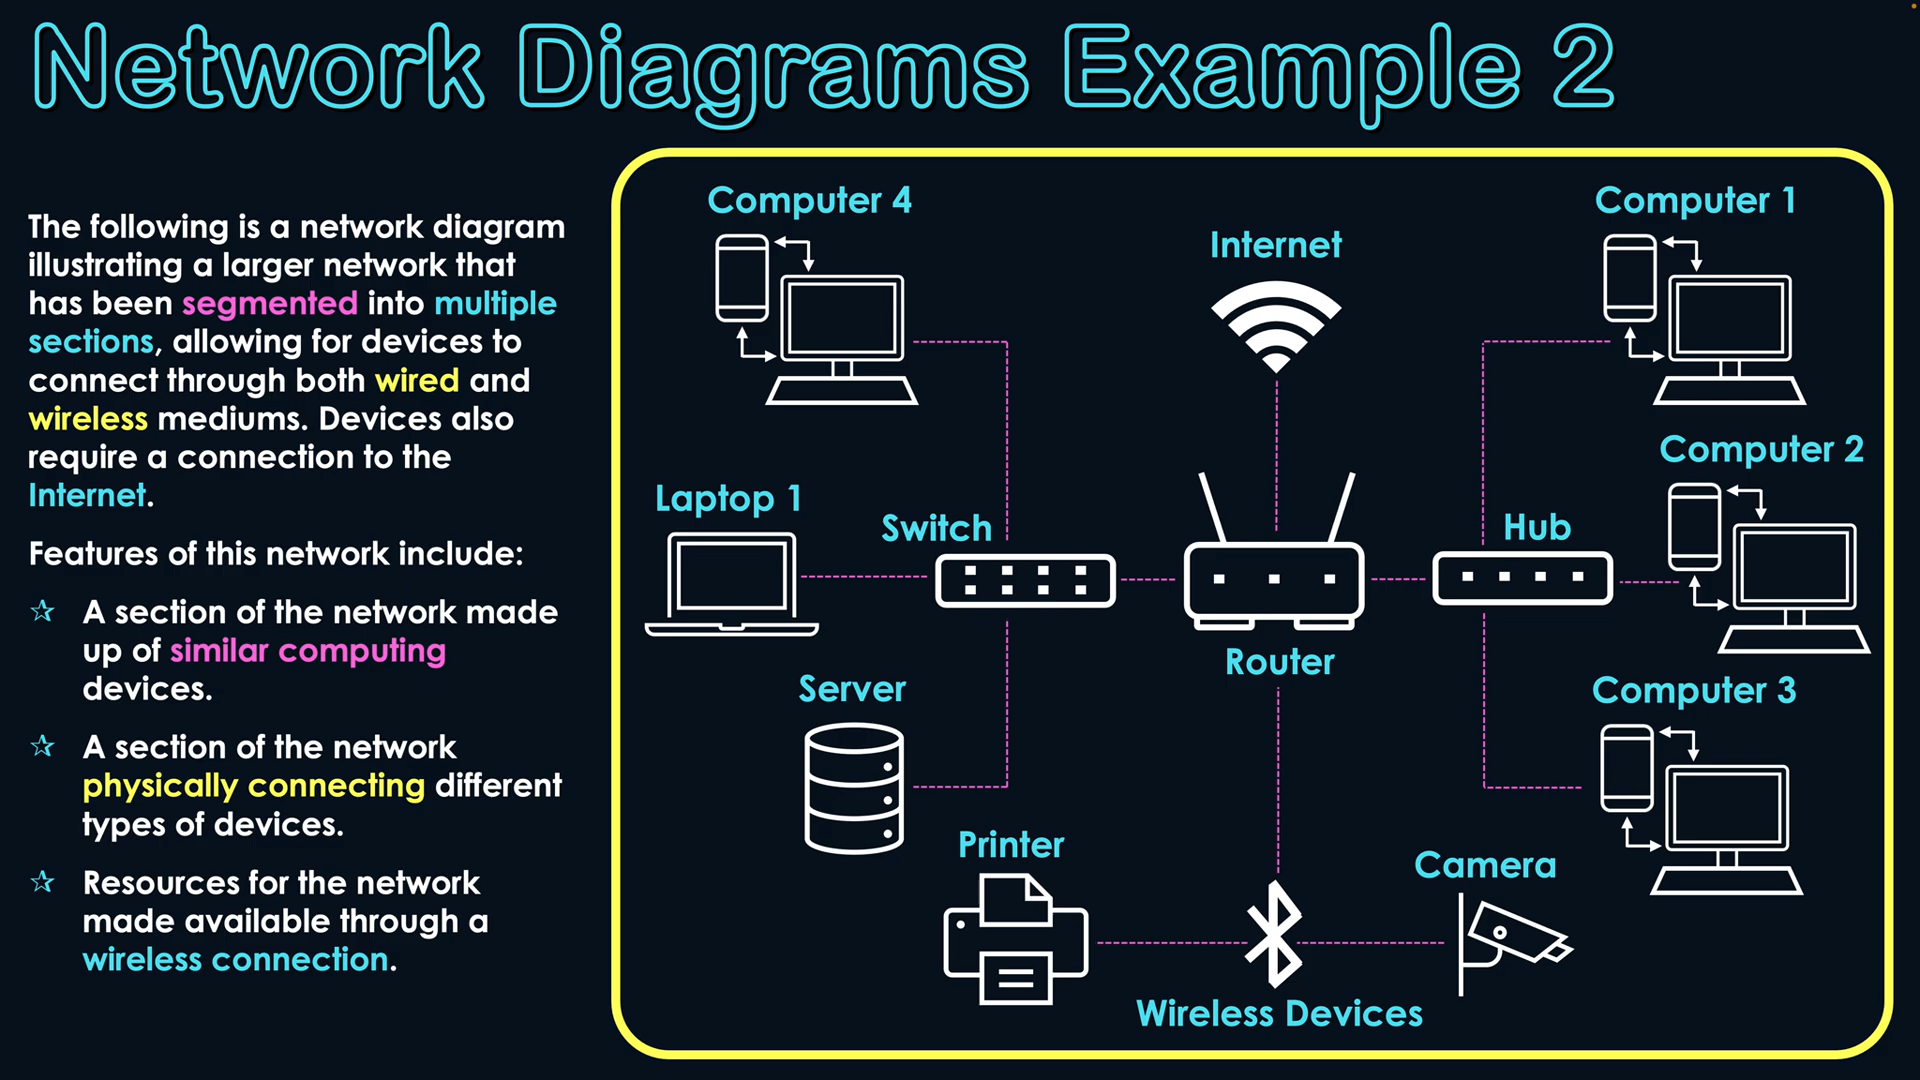 Network Diagrams Example 2
The following is a network diagram
illustrating a larger network that
has been segmented into multiple
sections, allowing for devices to
connect through both wired and
wireless mediums. Devices also
require a connection to the
Internet.
Features of this network include:
A section of the network made
up of similar computing
devices.
A section of the network
physically connecting different
types of devices.
Resources for the network
made available through a
wireless connection.
Computer 4
Internet
Computer 1
Computer 2
Laptop 1
Switch
Hub
Router
Server
Computer 3
Printer
Camera
Wireless Devices